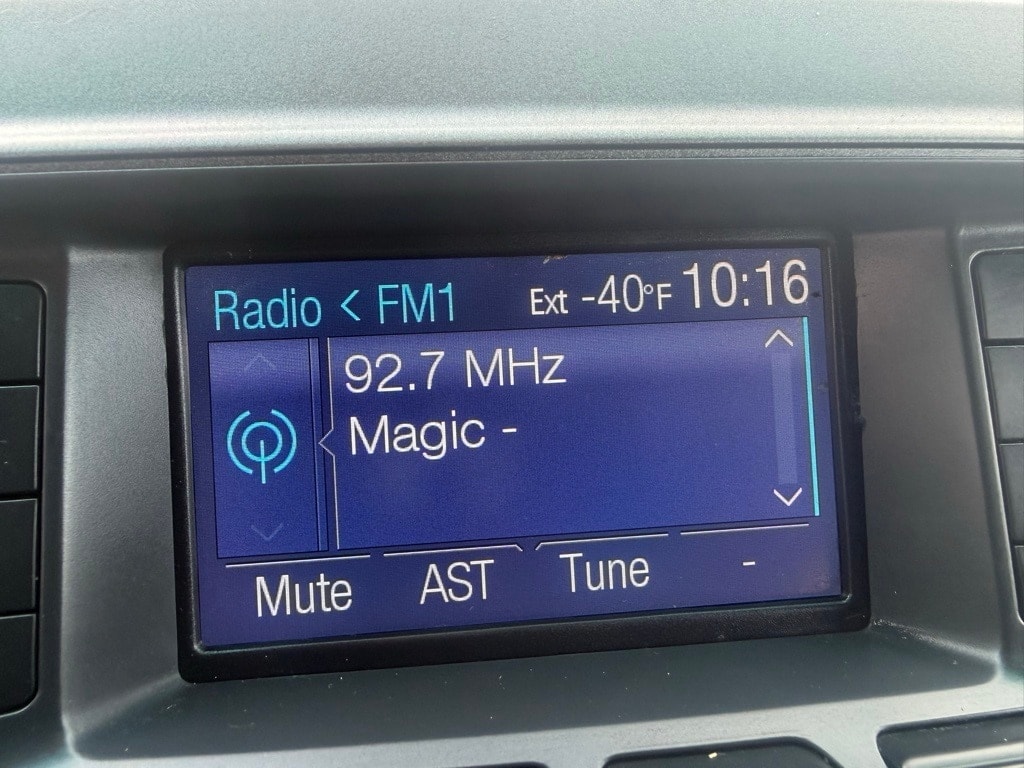 Radio < FM1 Ext -40°F 10:16
92.7 MHz
Magic -
Mute AST Tune -